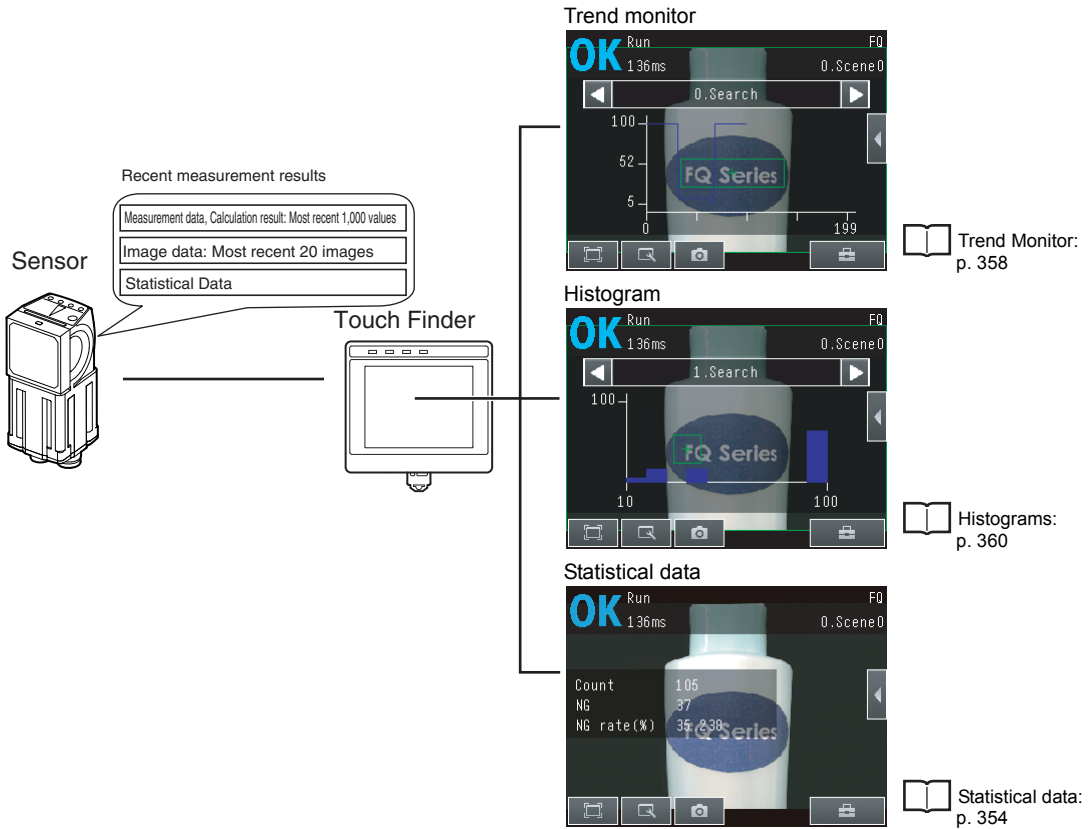 Trend monitor
OK
Run
FQ
136ms
0.Scene0
0.Search
100
52
5
0
199
FQ Series
Trend Monitor:
p. 358
Recent measurement results
Measurement data, Calculation result: Most recent 1,000 values
Image data: Most recent 20 images
Statistical Data
Sensor
Touch Finder
Histogram
OK
Run
FQ
136ms
0.Scene0
1.Search
100
10
100
FQ Series
Histograms:
p. 360
Statistical data
OK
Run
FQ
136ms
0.Scene0
Count 105
NG 37
NG rate(%) 35.238
FQ Series
Statistical data:
p. 354